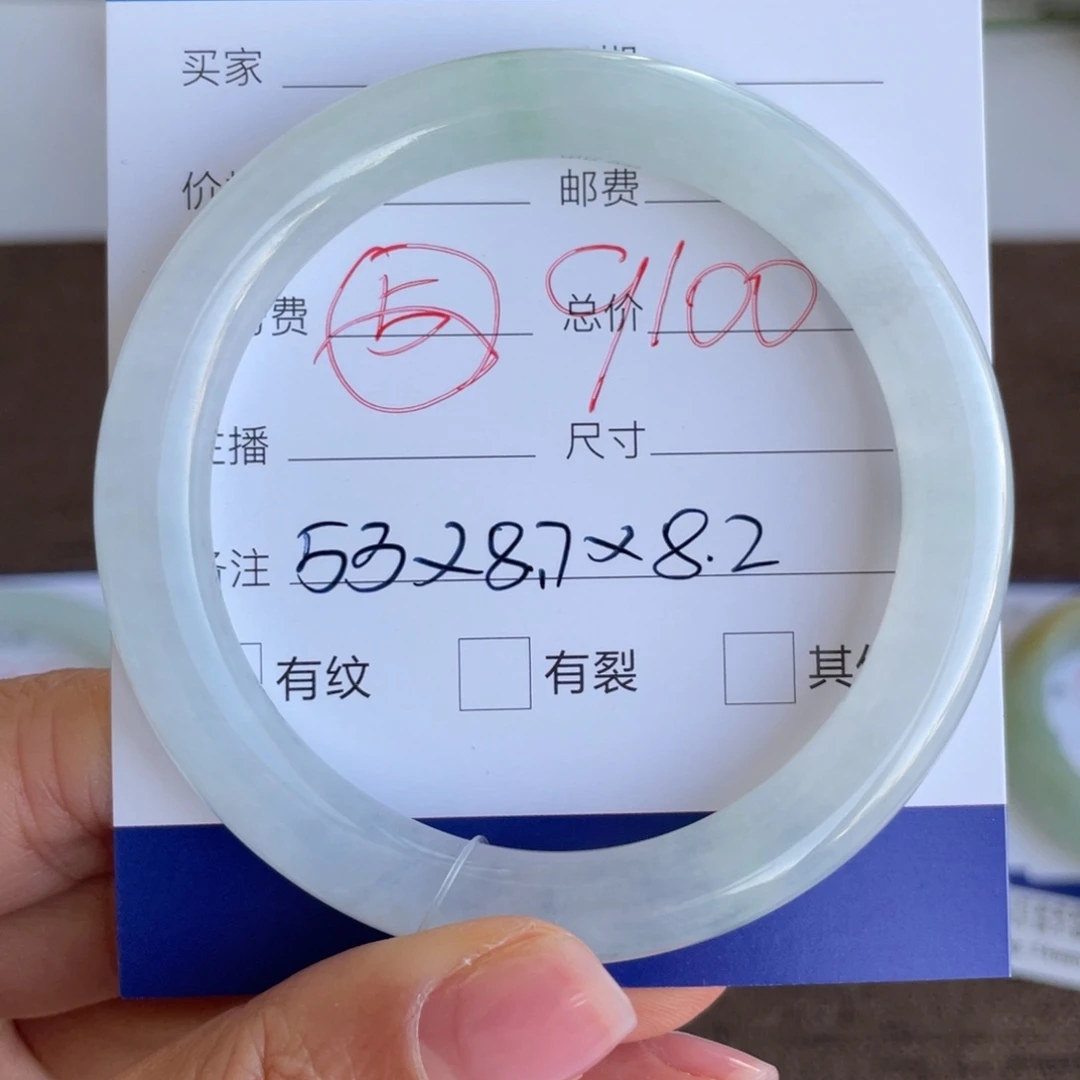 买家
邮费
费 ⑤ 总价 9100
播 尺寸
注 53×8.7×8.2
有纹 有裂 其